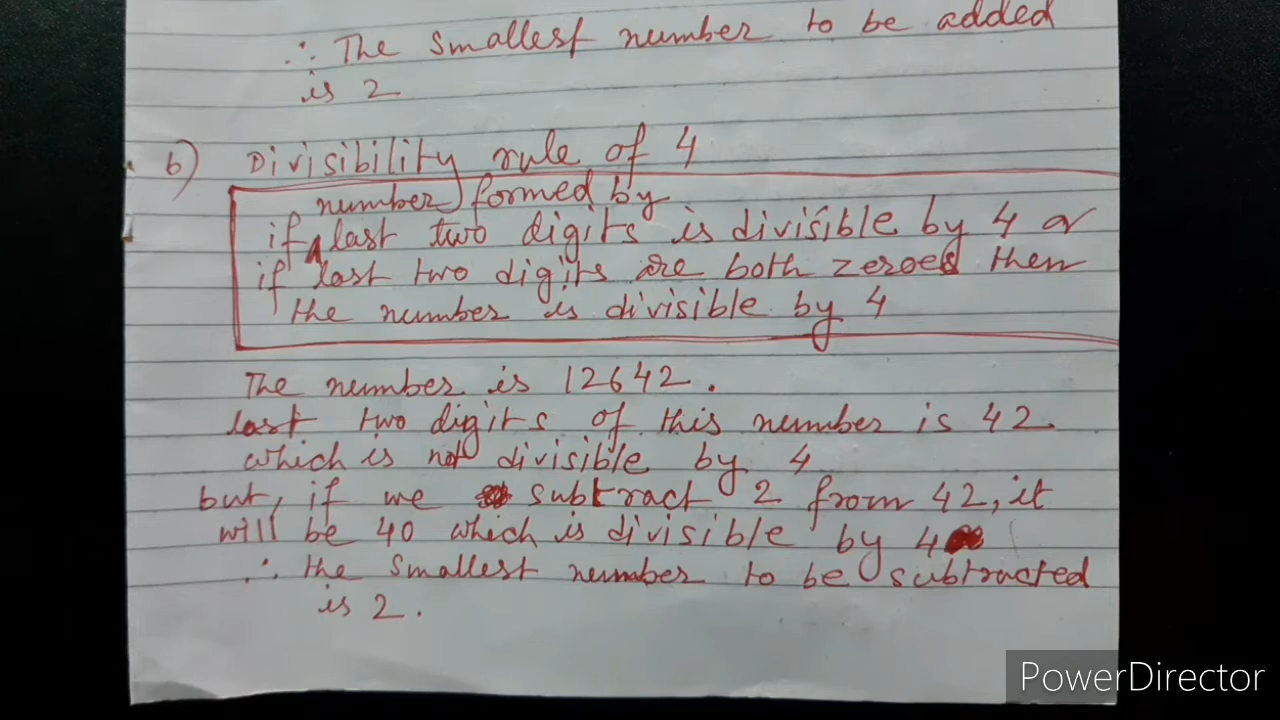 ∴ The smallest number to be added
is 2
b) Divisibility rule of 4
number formed by
if last two digits is divisible by 4 or
if last two digits are both zeroes then
the number is divisible by 4
The number is 12642.
last two digits of this number is 42
which is not divisible by 4
but, if we subtract 2 from 42, it
will be 40 which is divisible by 4
∴ the smallest number to be subtracted
is 2.
PowerDirector